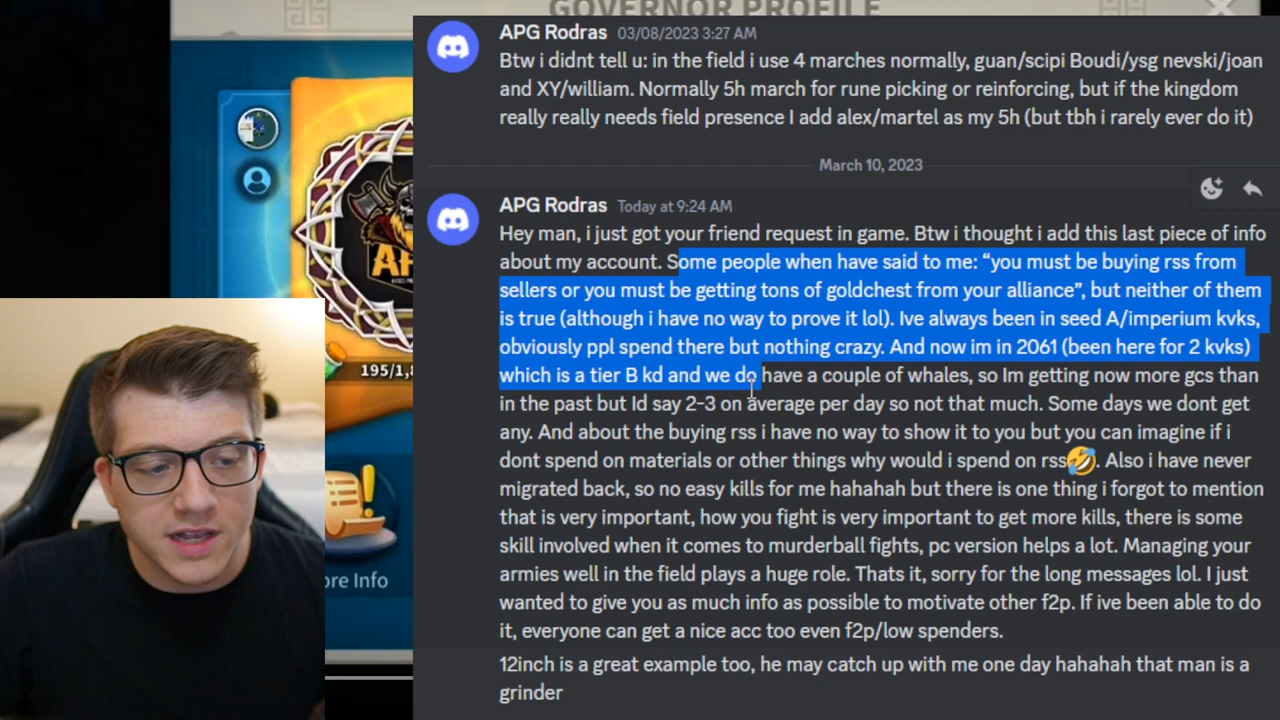 GOVERNOR PROFILE
APG Rodras 03/08/2023 3:27 AM
Btw i didnt tell u: in the field i use 4 marches normally, guan/scipi Boudi/ysg nevski/joan
and XY/william. Normally 5h march for rune picking or reinforcing, but if the kingdom
really really needs field presence I add alex/martel as my 5h (but tbh i rarely ever do it)
March 10, 2023
APG Rodras Today at 9:24 AM
Hey man, i just got your friend request in game. Btw i thought i add this last piece of info
about my account. Some people when have said to me: “you must be buying rss from
sellers or you must be getting tons of goldchest from your alliance”, but neither of them
is true (although i have no way to prove it lol). Ive always been in seed A/imperium kvks,
obviously ppl spend there but nothing crazy. And now im in 2061 (been here for 2 kvks)
which is a tier B kd and we do have a couple of whales, so Im getting now more gcs than
in the past but Id say 2-3 on average per day so not that much. Some days we dont get
any. And about the buying rss i have no way to show it to you but you can imagine if i
dont spend on materials or other things why would i spend on rss🤣. Also i have never
migrated back, so no easy kills for me hahahah but there is one thing i forgot to mention
that is very important, how you fight is very important to get more kills, there is some
skill involved when it comes to murderball fights, pc version helps a lot. Managing your
armies well in the field plays a huge role. Thats it, sorry for the long messages lol. I just
wanted to give you as much info as possible to motivate other f2p. If ive been able to do
it, everyone can get a nice acc too even f2p/low spenders.
12inch is a great example too, he may catch up with me one day hahahah that man is a
grinder
AP
195/1,8
ore Info